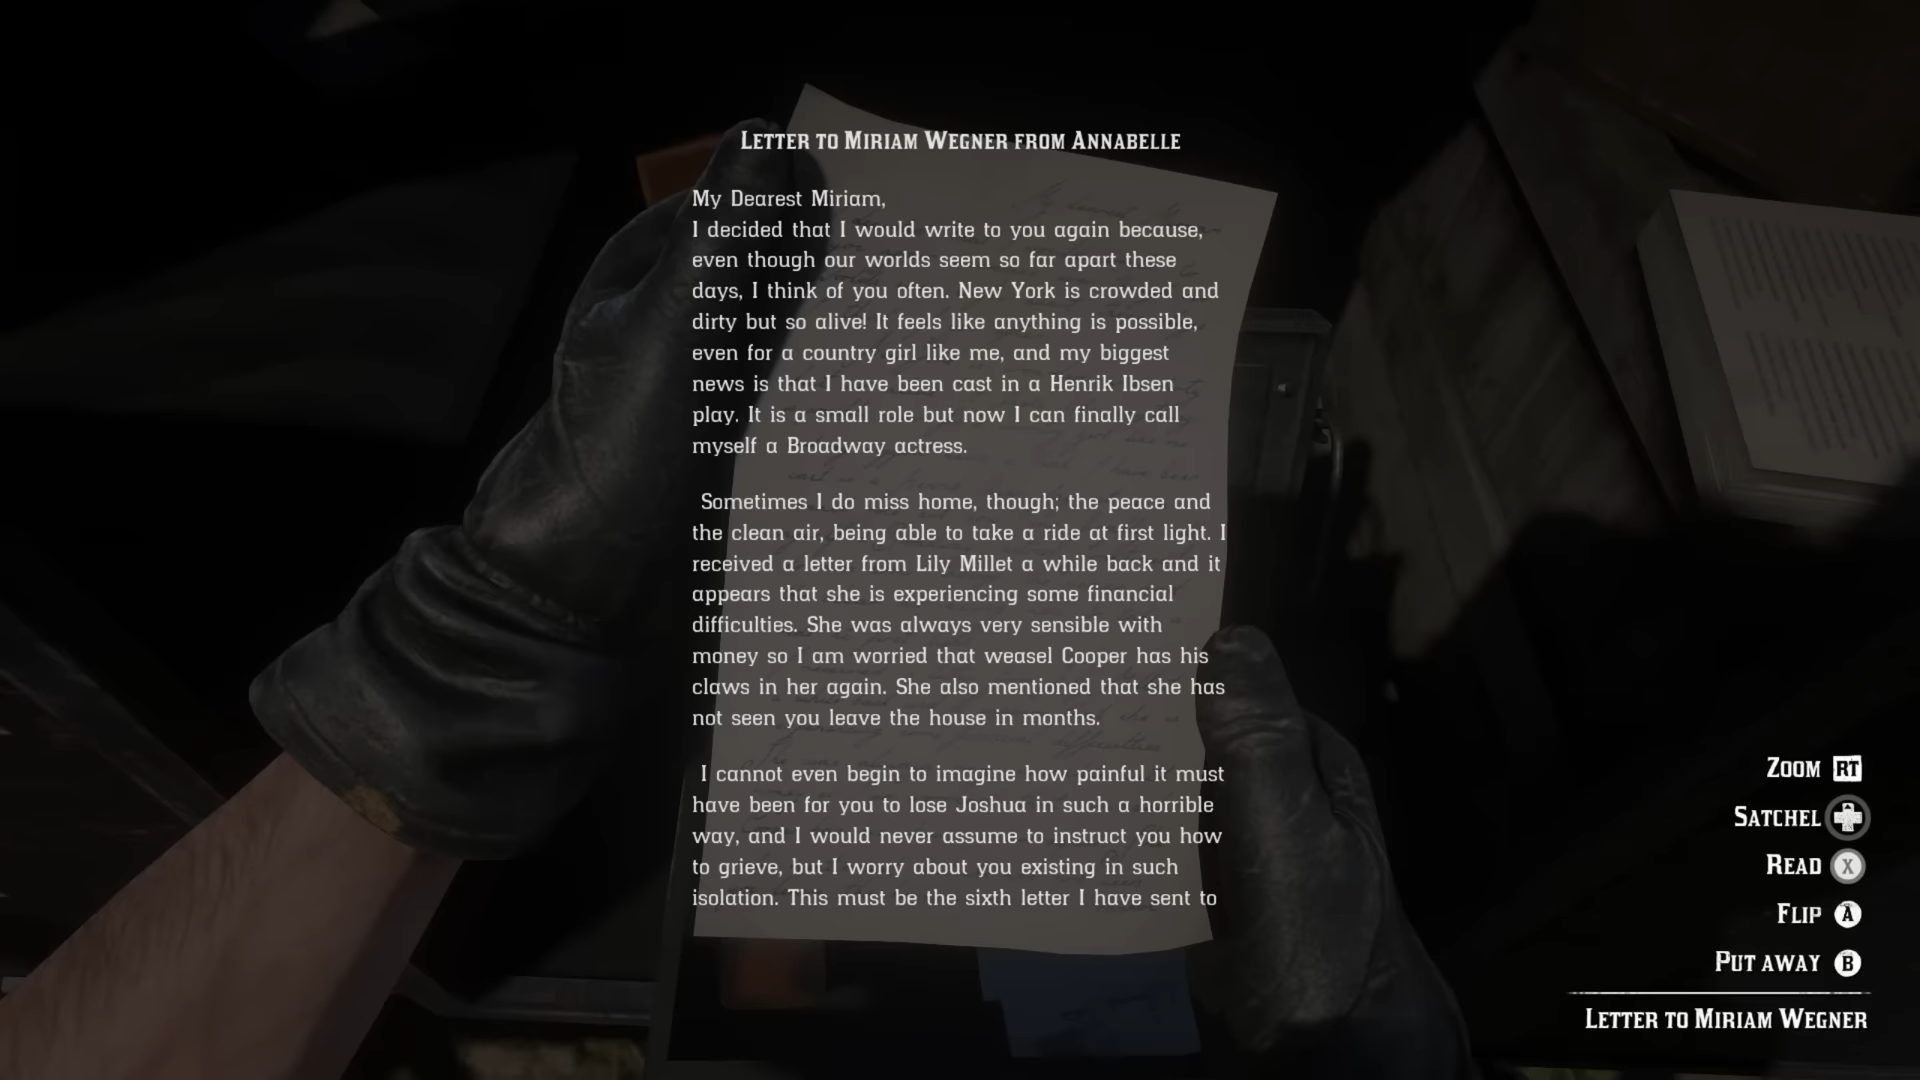 Letter to Miriam Wegner from Annabelle
My Dearest Miriam,
I decided that I would write to you again because,
even though our worlds seem so far apart these
days, I think of you often. New York is crowded and
dirty but so alive! It feels like anything is possible,
even for a country girl like me, and my biggest
news is that I have been cast in a Henrik Ibsen
play. It is a small role but now I can finally call
myself a Broadway actress.
Sometimes I do miss home, though; the peace and
the clean air, being able to take a ride at first light. I
received a letter from Lily Millet a while back and it
appears that she is experiencing some financial
difficulties. She was always very sensible with
money so I am worried that weasel Cooper has his
claws in her again. She also mentioned that she has
not seen you leave the house in months.
I cannot even begin to imagine how painful it must
have been for you to lose Joshua in such a horrible
way, and I would never assume to instruct you how
to grieve, but I worry about you existing in such
isolation. This must be the sixth letter I have sent to
Zoom RT
Satchel
Read X
Flip A
Put away B
Letter to Miriam Wegner